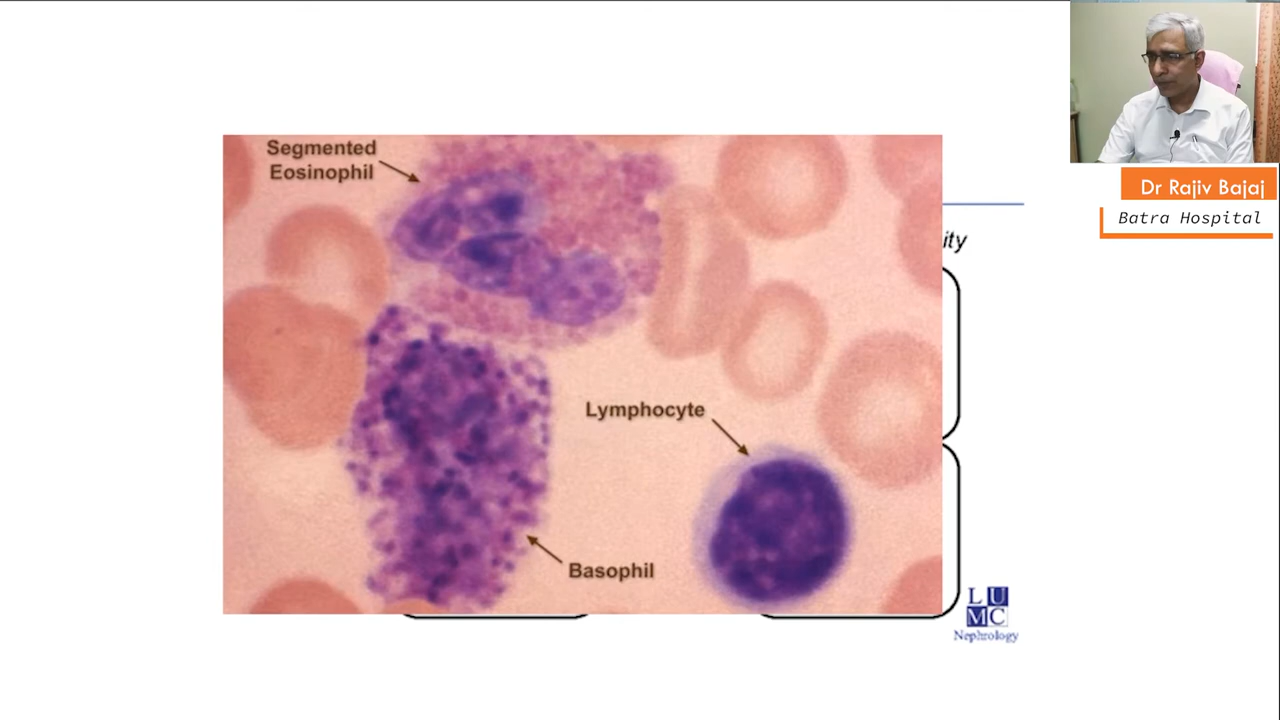 Segmented
Eosinophil
Dr Rajiv Bajaj
Batra Hospital
ity
Lymphocyte
Basophil
L U
M C
Nephrology